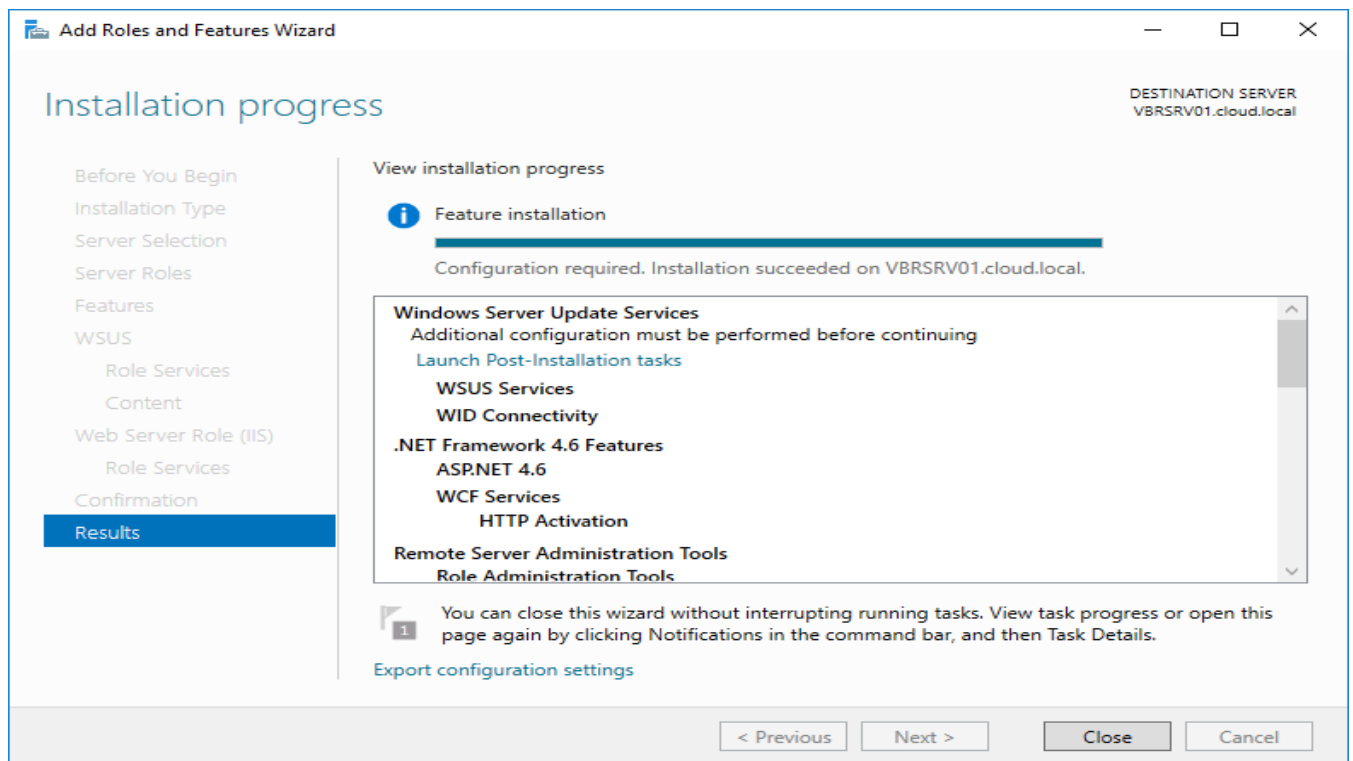 Add Roles and Features Wizard
Installation progress
DESTINATION SERVER
VBRSRV01.cloud.local
Before You Begin
Installation Type
Server Selection
Server Roles
Features
WSUS
Role Services
Content
Web Server Role (IIS)
Role Services
Confirmation
Results
View installation progress
Feature installation
Configuration required. Installation succeeded on VBRSRV01.cloud.local.
Windows Server Update Services
Additional configuration must be performed before continuing
Launch Post-Installation tasks
WSUS Services
WID Connectivity
.NET Framework 4.6 Features
ASP.NET 4.6
WCF Services
HTTP Activation
Remote Server Administration Tools
Role Administration Tools
1
You can close this wizard without interrupting running tasks. View task progress or open this
page again by clicking Notifications in the command bar, and then Task Details.
Export configuration settings
< Previous
Next >
Close
Cancel